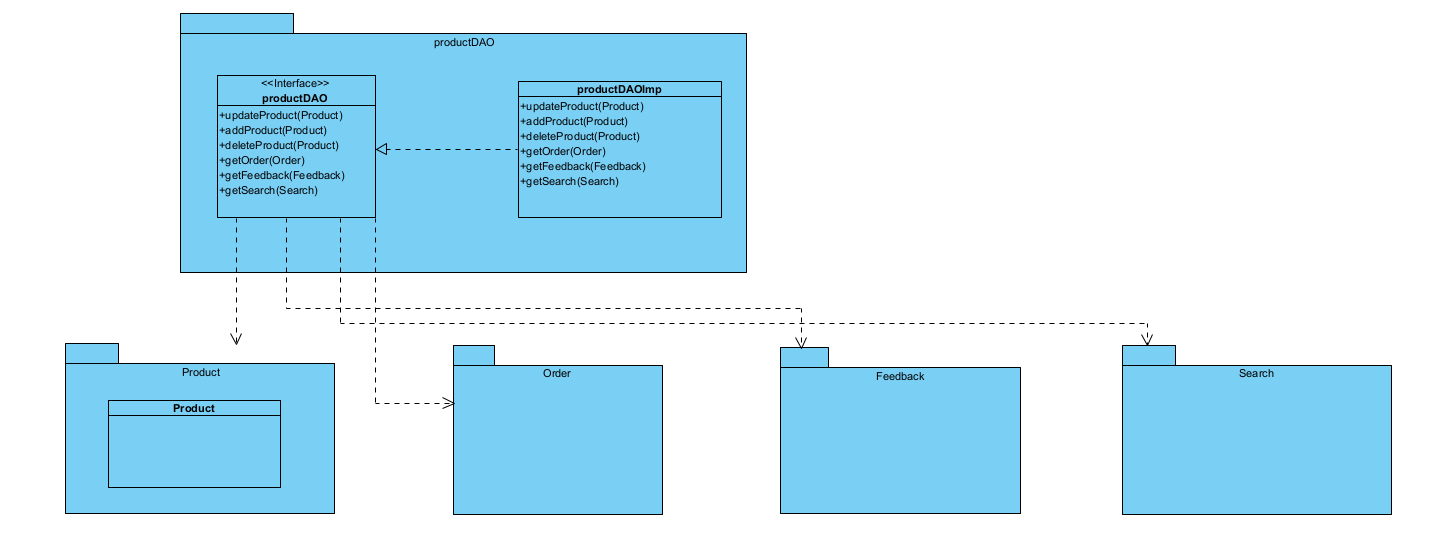 productDAO
<<Interface>>
productDAO
+updateProduct(Product)
+addProduct(Product)
+deleteProduct(Product)
+getOrder(Order)
+getFeedback(Feedback)
+getSearch(Search)
productDAOImp
+updateProduct(Product)
+addProduct(Product)
+deleteProduct(Product)
+getOrder(Order)
+getFeedback(Feedback)
+getSearch(Search)
Product
Product
Order
Feedback
Search